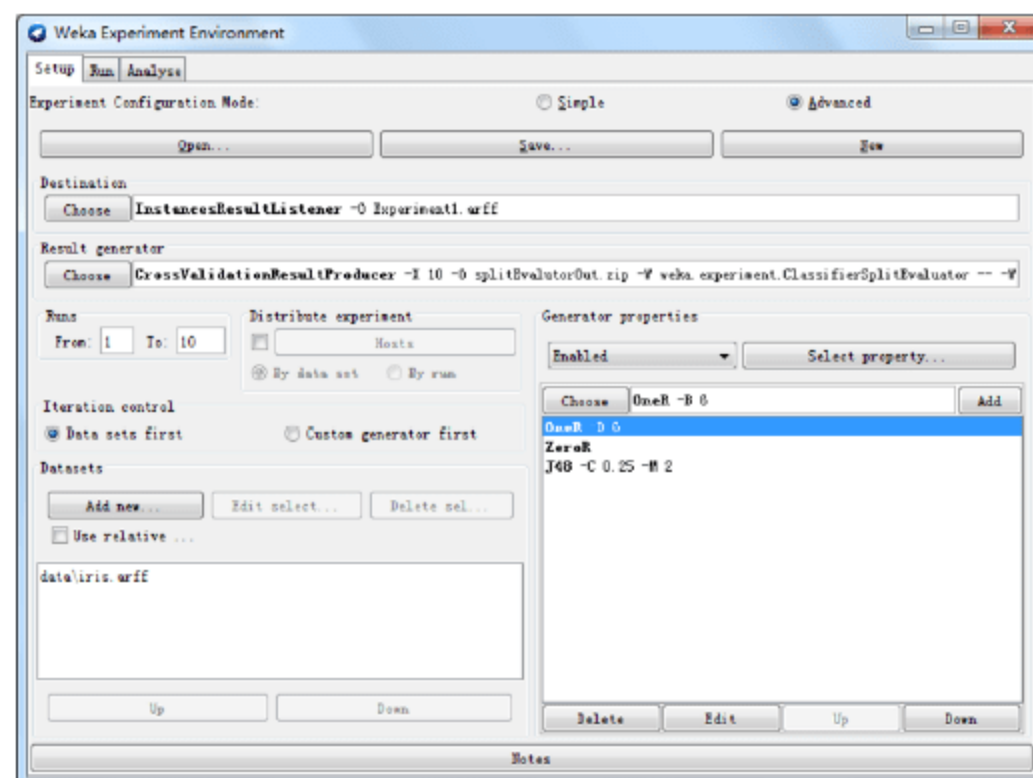 Weka Experiment Environment
Setup Run Analyse
Experiment Configuration Mode: Simple Advanced
Open... Save... New
Destination
Choose InstancesResultListener -O Experiment1.arff
Result generator
Choose CrossValidationResultProducer -X 10 -O splitEvalutorOut.zip -W weka.experiment.ClassifierSplitEvaluator -- -W
Runs
From: 1 To: 10
Distribute experiment
Hosts
By data set By run
Iteration control
Data sets first Custom generator first
Datasets
Add new... Edit select... Delete sel...
Use relative ...
data\iris.arff
Up Down
Generator properties
Enabled Select property...
Choose OneR -B 6 Add
OneR -B 6
ZeroR
J48 -C 0.25 -M 2
Delete Edit Up Down
Notes